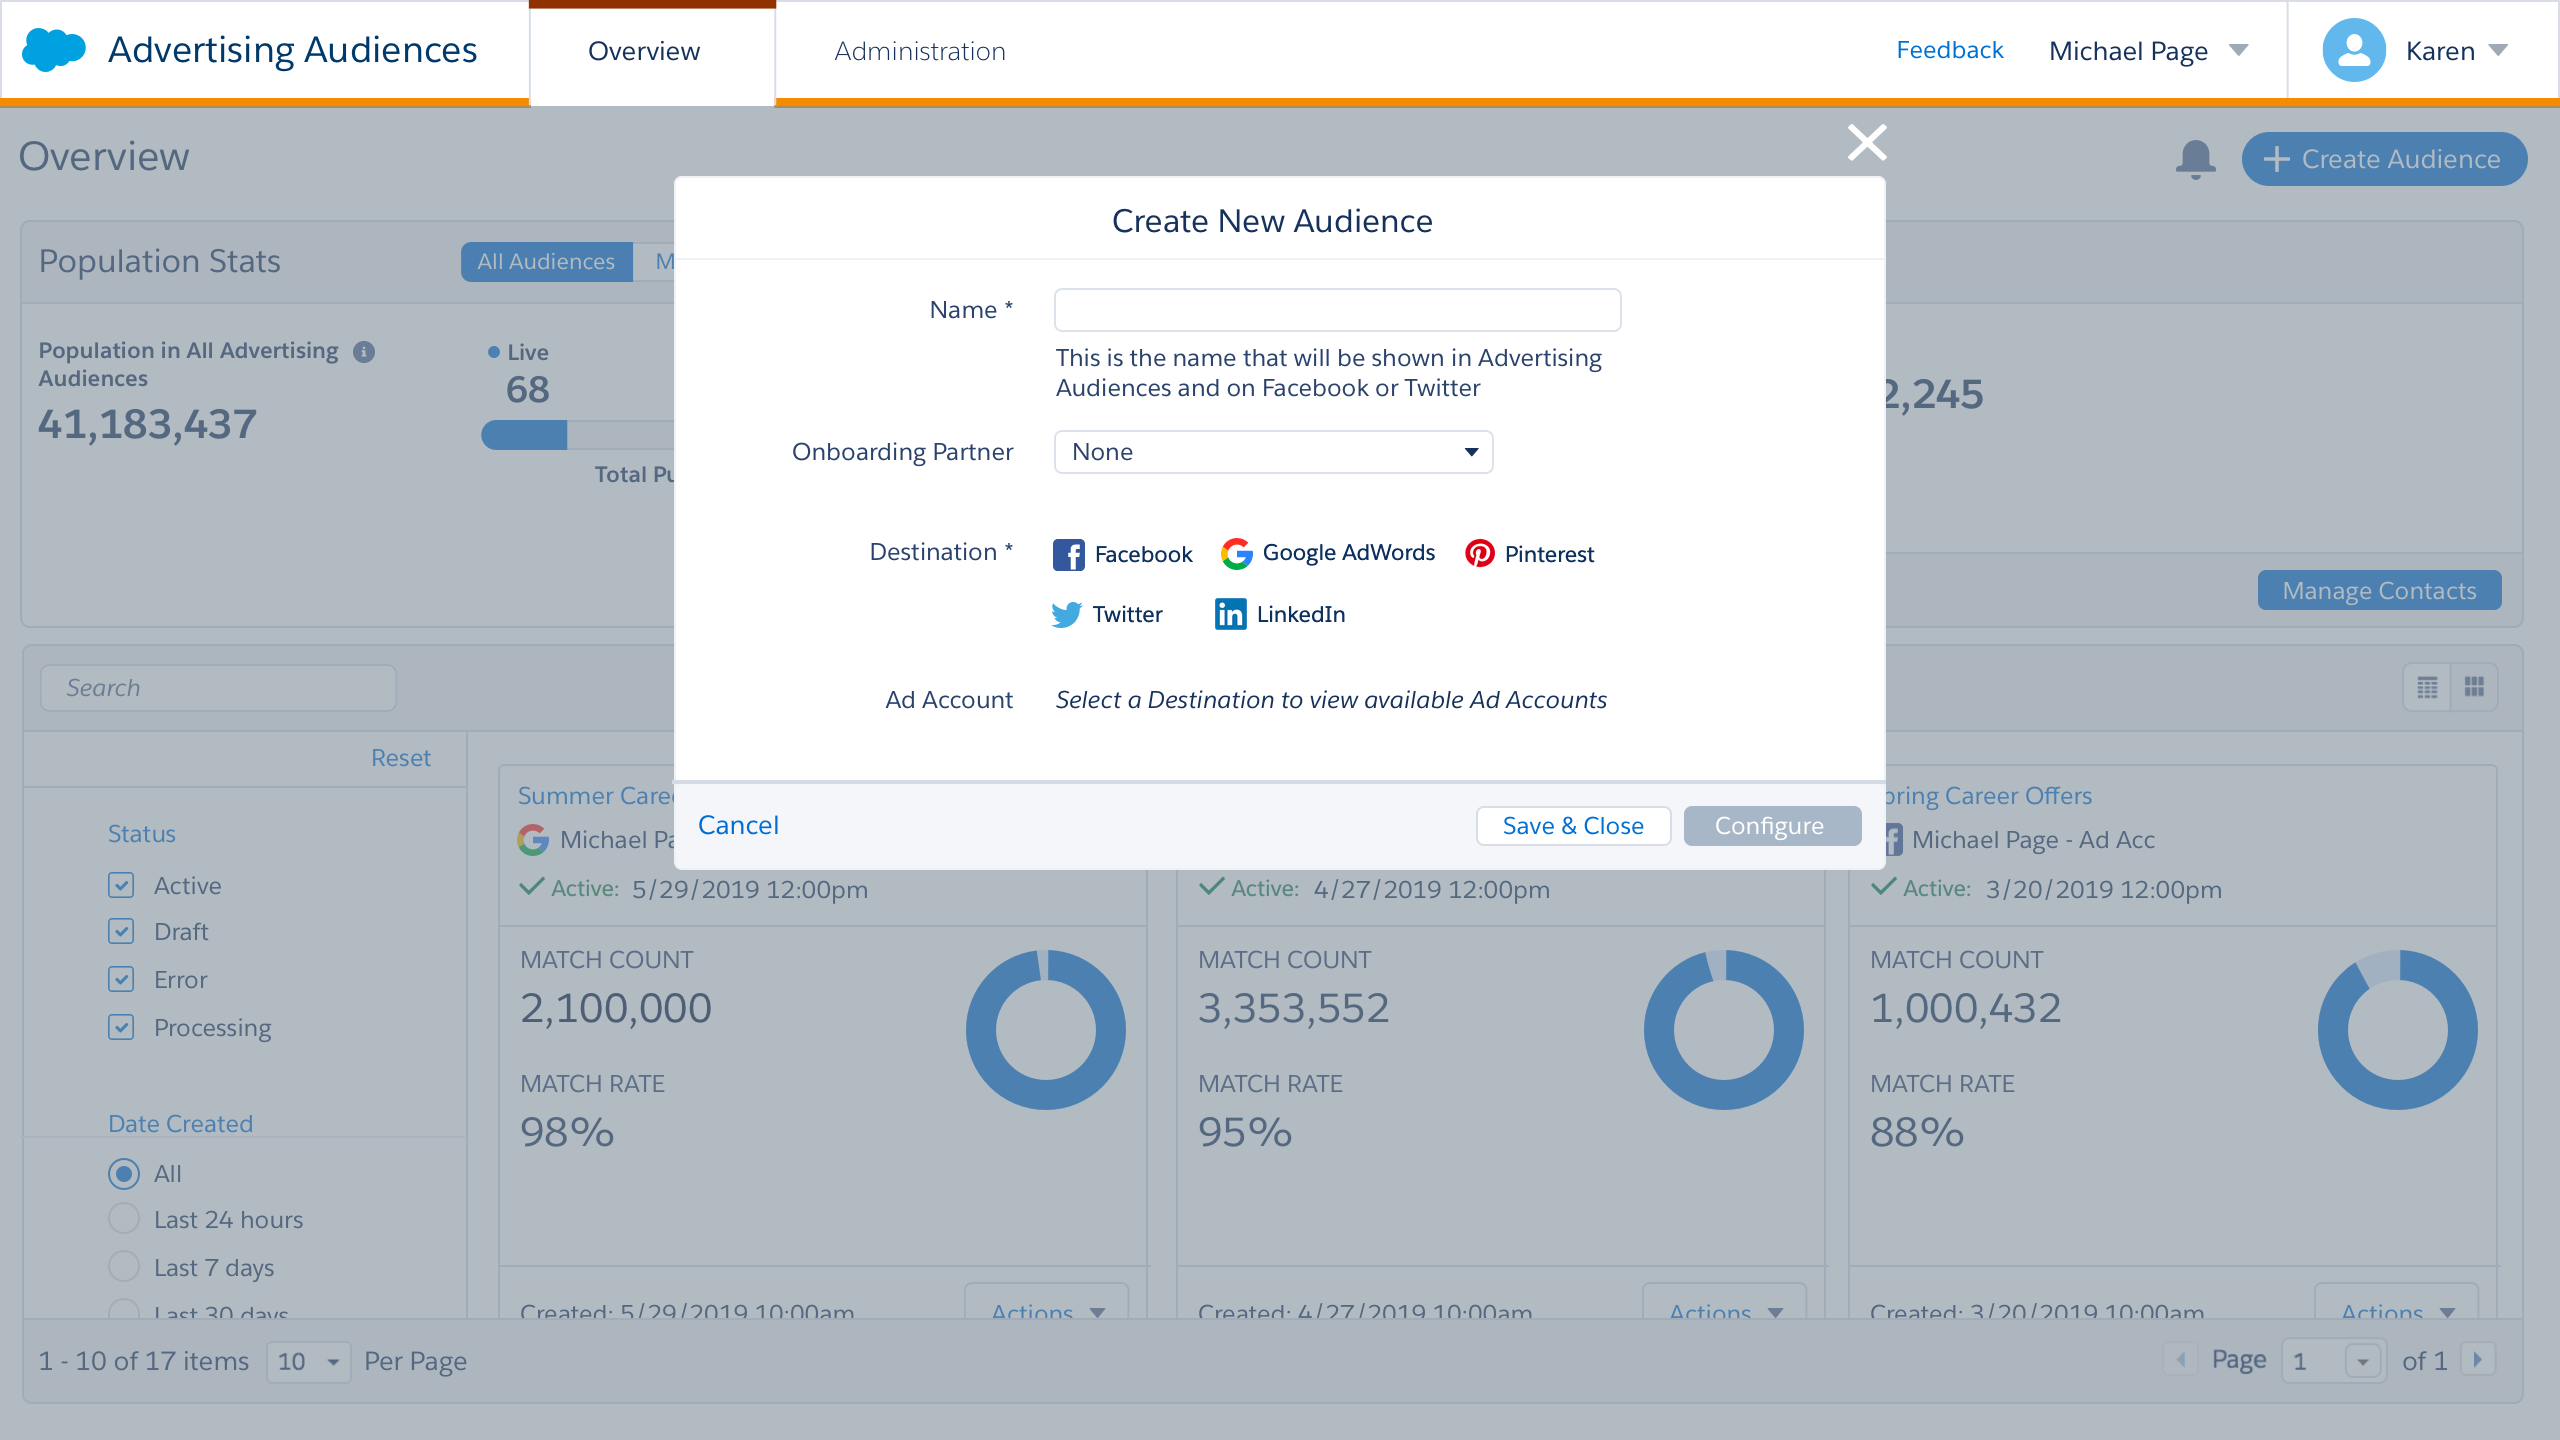 Advertising Audiences
Overview
Administration
Feedback
Michael Page
Karen
Overview
Create Audience
Population Stats
All Audiences
M
Population in All Advertising
Audiences
41,183,437
Live
68
Total Pu
2,245
Manage Contacts
Create New Audience
Name *
This is the name that will be shown in Advertising
Audiences and on Facebook or Twitter
Onboarding Partner
None
Destination *
Facebook
Google AdWords
Pinterest
Twitter
LinkedIn
Ad Account
Select a Destination to view available Ad Accounts
Cancel
Save & Close
Configure
Search
Reset
Status
Active
Draft
Error
Processing
Date Created
All
Last 24 hours
Last 7 days
Last 30 days
Summer Caree
Michael Pa
Active: 5/29/2019 12:00pm
MATCH COUNT
2,100,000
MATCH RATE
98%
Created: 5/29/2019 10:00am
Actions
Active: 4/27/2019 12:00pm
MATCH COUNT
3,353,552
MATCH RATE
95%
Created: 4/27/2019 10:00am
Actions
pring Career Offers
Michael Page - Ad Acc
Active: 3/20/2019 12:00pm
MATCH COUNT
1,000,432
MATCH RATE
88%
Created: 3/20/2019 10:00am
Actions
1 - 10 of 17 items
10
Per Page
Page
1
of 1